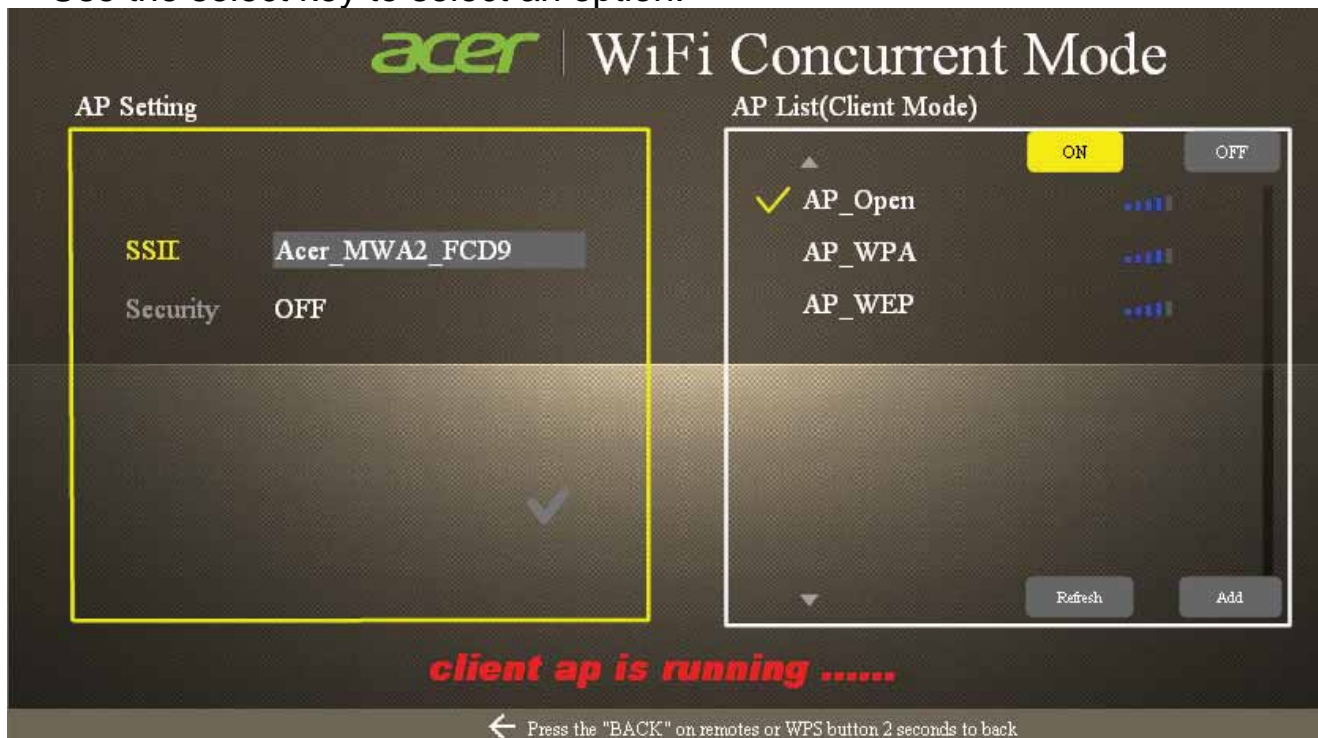 Use the select key to select an option.
acer | WiFi Concurrent Mode
AP Setting
AP List(Client Mode)
ON OFF
AP_Open
AP_WPA
AP_WEP
SSII Acer_MWA2_FCD9
Security OFF
Refresh Add
client ap is running ......
Press the "BACK" on remotes or WPS button 2 seconds to back